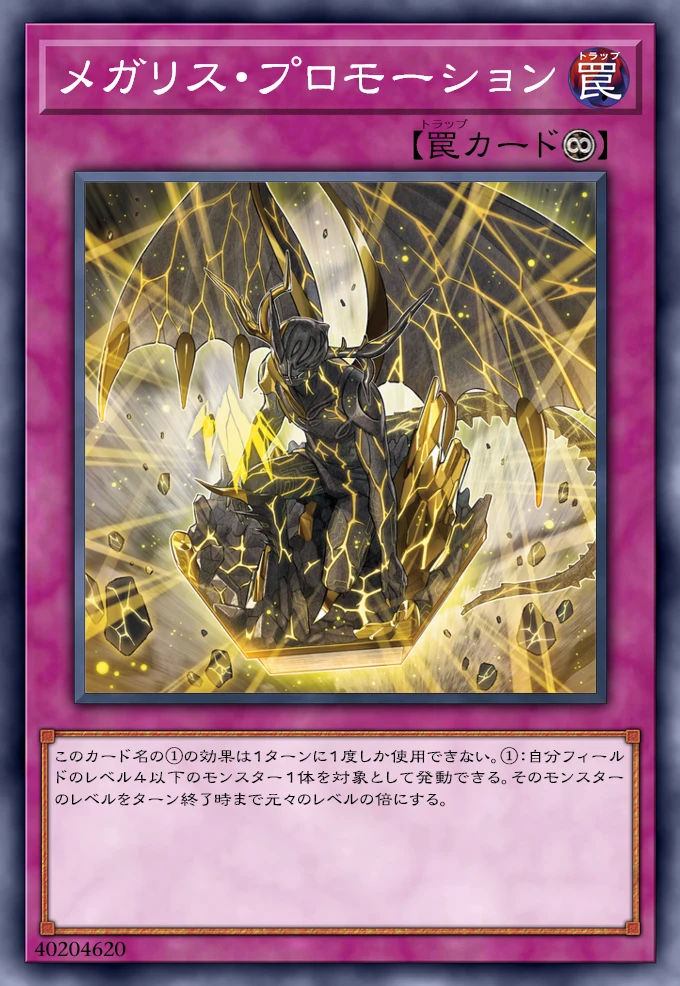 メガリス・プロモーション
トラップ
罠
トラップ
【罠カード♾】
このカード名の①の効果は1ターンに1度しか使用できない。①:自分フィール
ドのレベル4以下のモンスター1体を対象として発動できる。そのモンスター
のレベルをターン終了時まで元々のレベルの倍にする。
40204620